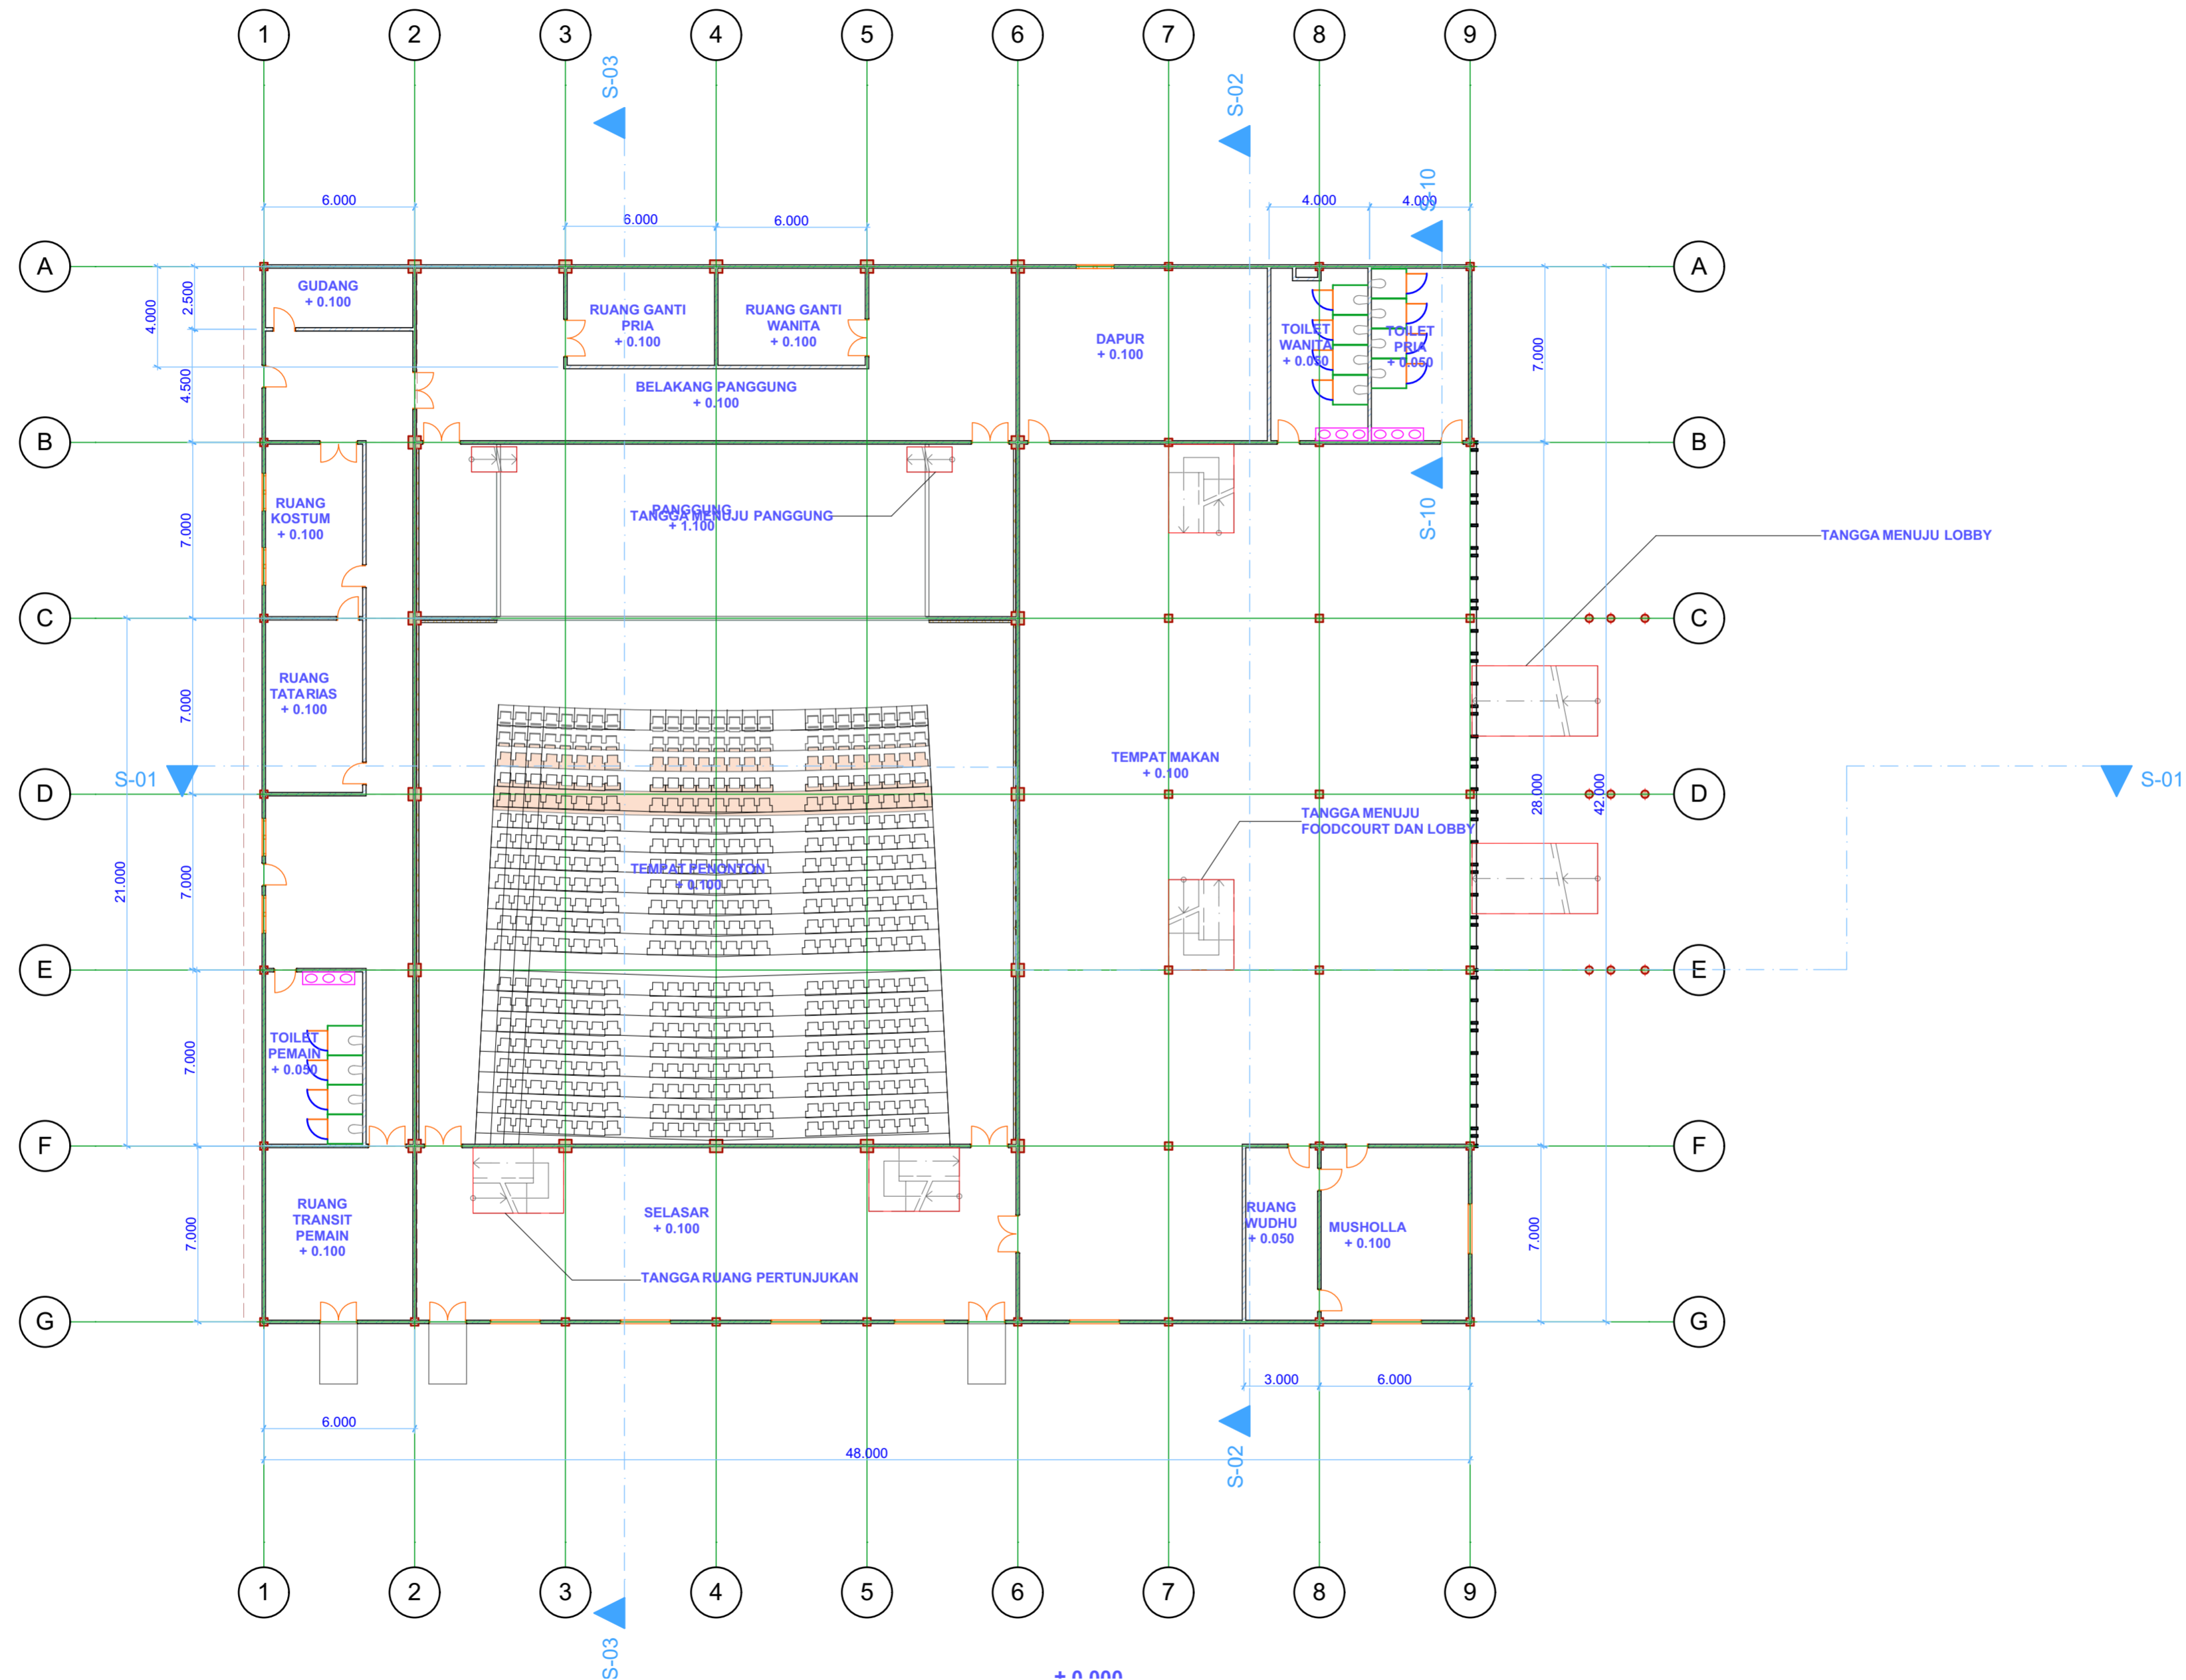 1 2 3 4 5 6 7 8 9
S-03
S-02
S-10
6.000
6.000
6.000
4.000
4.000
A
A
GUDANG
+ 0.100
2.500
4.000
RUANG GANTI
PRIA
+ 0.100
RUANG GANTI
WANITA
+ 0.100
DAPUR
+ 0.100
TOILET
WANITA
+ 0.050
TOILET
PRIA
+ 0.050
7.000
4.500
BELAKANG PANGGUNG
+ 0.100
B
B
RUANG
KOSTUM
+ 0.100
7.000
PANGGUNG
+ 1.100
TANGGA MENUJU PANGGUNG
S-10
TANGGA MENUJU LOBBY
C
C
RUANG
TATARIAS
+ 0.100
7.000
TEMPAT MAKAN
+ 0.100
S-01
S-01
D
D
28.000
42.000
TANGGA MENUJU
FOODCOURT DAN LOBBY
21.000
7.000
TEMPAT PENONTON
+ 0.100
E
E
TOILET
PEMAIN
+ 0.050
7.000
F
F
RUANG
TRANSIT
PEMAIN
+ 0.100
7.000
SELASAR
+ 0.100
RUANG
WUDHU
+ 0.050
MUSHOLLA
+ 0.100
7.000
TANGGA RUANG PERTUNJUKAN
G
G
3.000
6.000
6.000
48.000
S-02
1 2 3 4 5 6 7 8 9
S-03
± 0.000